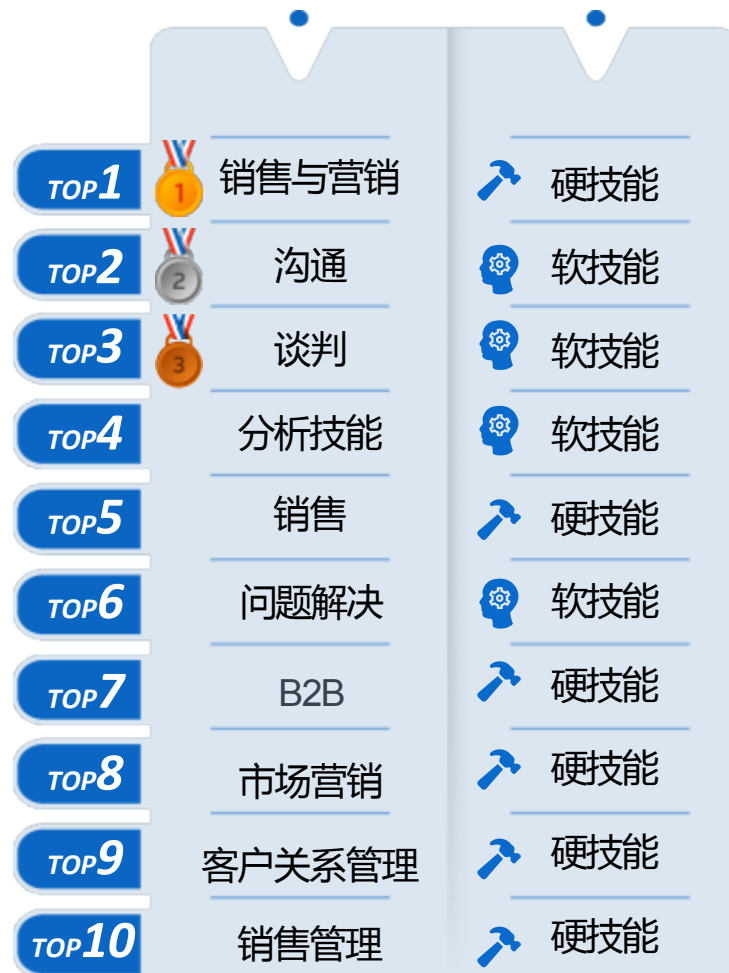 TOP1 1 销售与营销 硬技能
TOP2 2 沟通 软技能
TOP3 3 谈判 软技能
TOP4 分析技能 软技能
TOP5 销售 硬技能
TOP6 问题解决 软技能
TOP7 B2B 硬技能
TOP8 市场营销 硬技能
TOP9 客户关系管理 硬技能
TOP10 销售管理 硬技能